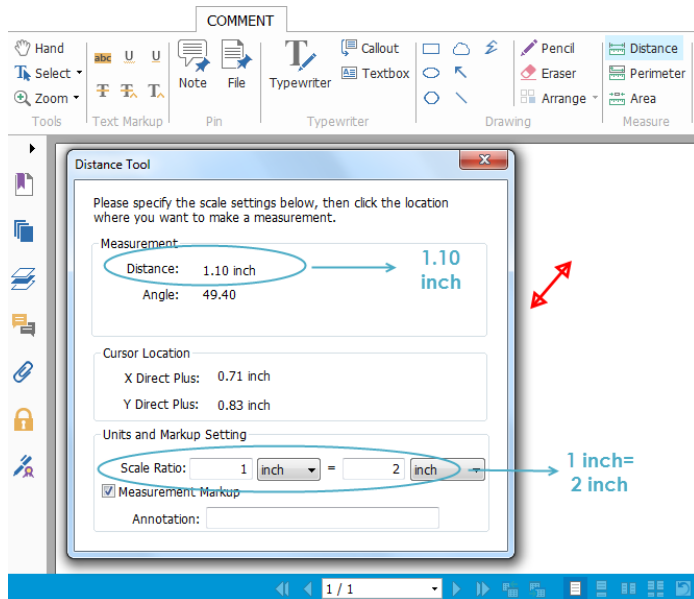 COMMENT
Hand
Select
Zoom
Tools
abc U U
T T T
Text Markup
Note
File
Pin
Typewriter
Callout
Textbox
Typewriter
Pencil
Eraser
Arrange
Drawing
Distance
Perimeter
Area
Measure
Distance Tool
Please specify the scale settings below, then click the location
where you want to make a measurement.
Measurement
Distance: 1.10 inch
Angle: 49.40
1.10
inch
Cursor Location
X Direct Plus: 0.71 inch
Y Direct Plus: 0.83 inch
Units and Markup Setting
Scale Ratio: 1 inch = 2 inch
1 inch=
2 inch
Measurement Markup
Annotation:
1 / 1